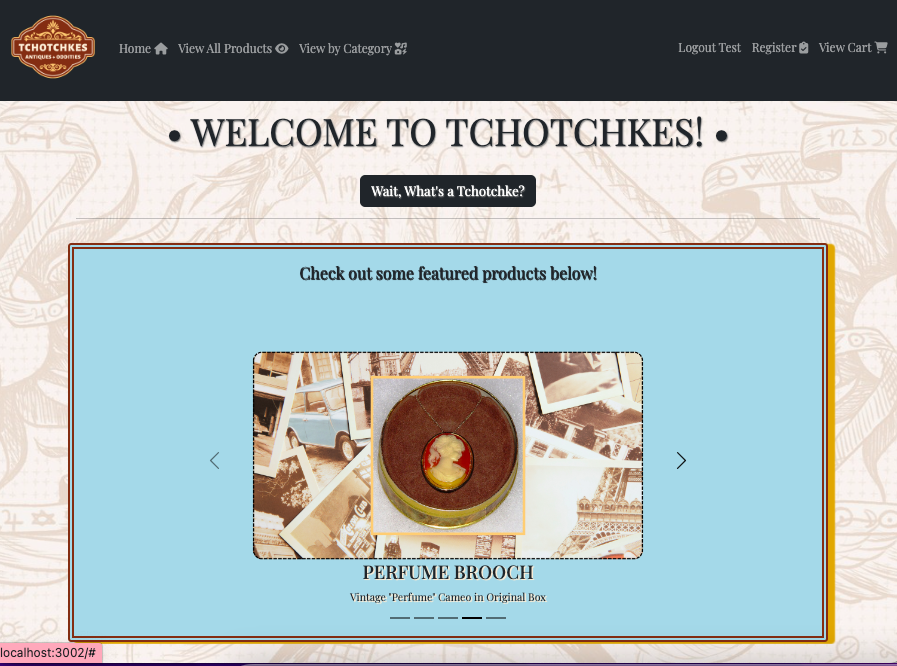 TCHOTCHKES
ANTIQUES • ODDITIES
Home View All Products View by Category
Logout Test Register View Cart
• WELCOME TO TCHOTCHKES! •
Wait, What's a Tchotchke?
Check out some featured products below!
PERFUME BROOCH
Vintage "Perfume" Cameo in Original Box
localhost:3002/#